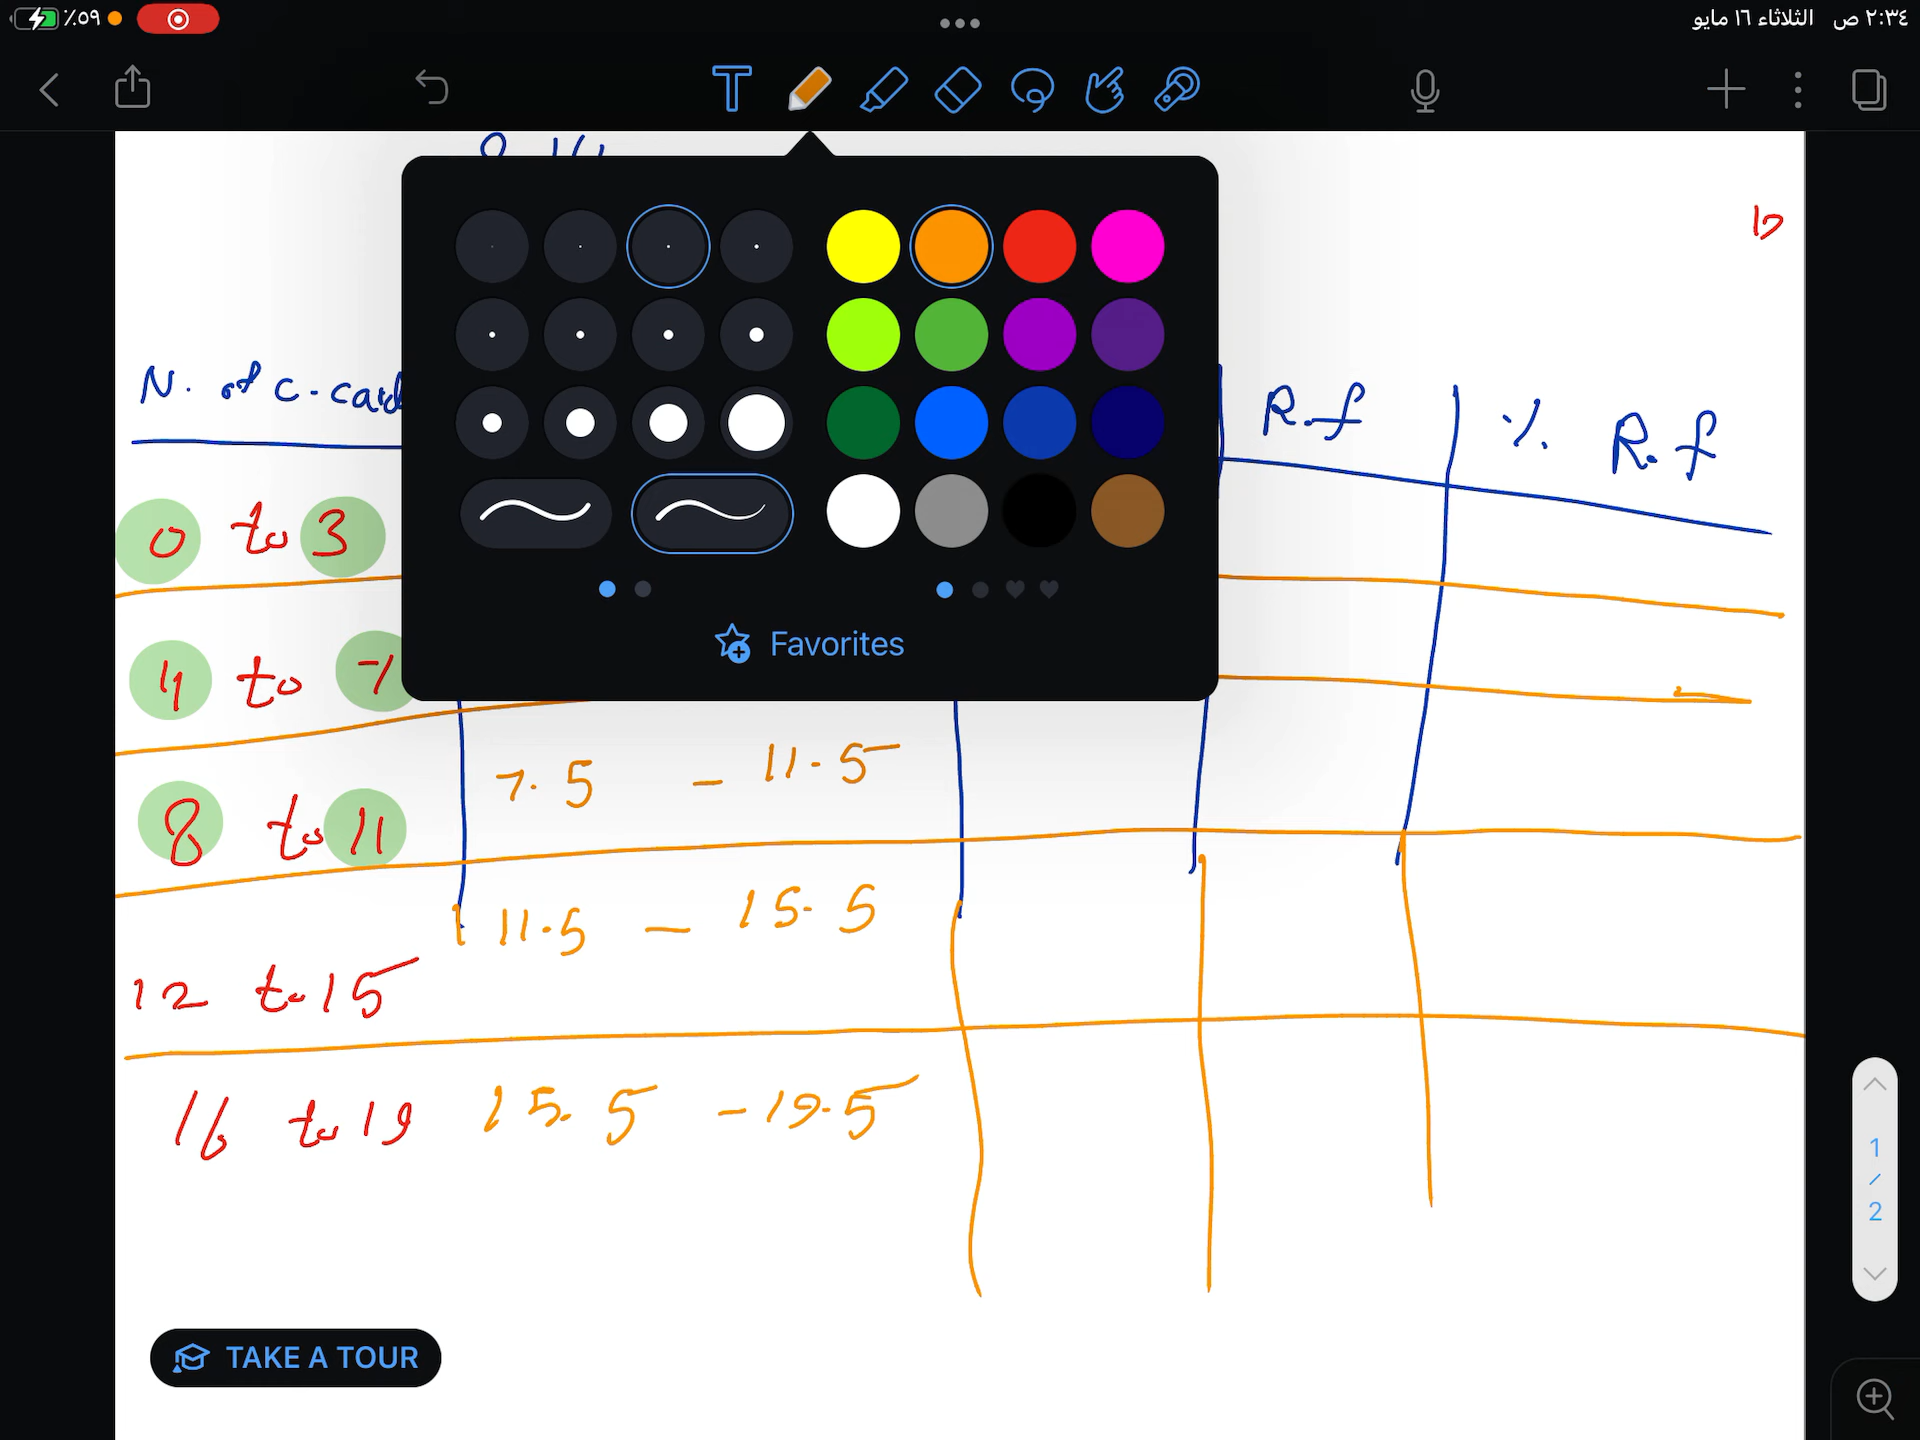 ٪٥٩ ٢:٣٤ ص الثلاثاء ١٦ مايو
T
N. of c-card R.f % R.f
0 to 3
Favorites
4 to 7
7.5 - 11.5
8 to 11
11.5 - 15.5
12 to 15
16 to 19 15.5 - 19.5
1
/
2
TAKE A TOUR